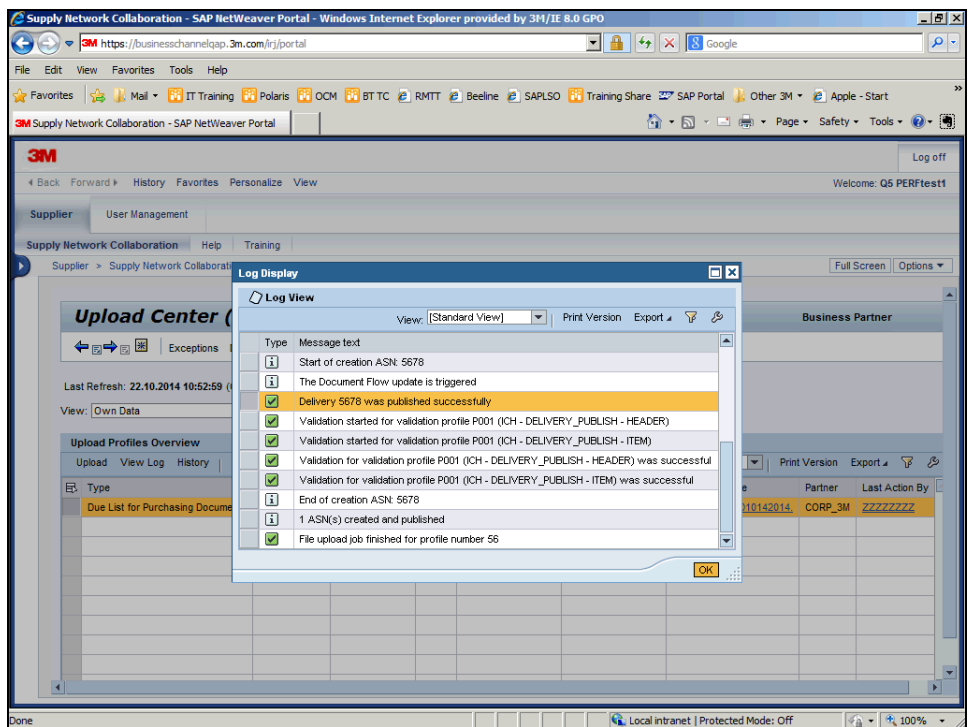 Supply Network Collaboration - SAP NetWeaver Portal - Windows Internet Explorer provided by 3M/IE 8.0 GPO
3M https://businesschannelqap.3m.com/irj/portal
Google
File Edit View Favorites Tools Help
Favorites Mail IT Training Polaris OCM BT TC RMTT Beeline SAPLSO Training Share SAP Portal Other 3M Apple - Start
3M Supply Network Collaboration - SAP NetWeaver Portal
Page Safety Tools
3M
Log off
Back Forward History Favorites Personalize View
Welcome: Q5 PERFtest1
Supplier User Management
Supply Network Collaboration Help Training
Supplier > Supply Network Collaborati
Full Screen Options
Log Display
Log View
Upload Center (
Business Partner
View: [Standard View] Print Version Export
Exceptions
Type Message text
Start of creation ASN: 5678
The Document Flow update is triggered
Last Refresh: 22.10.2014 10:52:59 (
Delivery 5678 was published successfully
View: Own Data
Validation started for validation profile P001 (ICH - DELIVERY_PUBLISH - HEADER)
Validation started for validation profile P001 (ICH - DELIVERY_PUBLISH - ITEM)
Upload Profiles Overview
Upload View Log History
Validation for validation profile P001 (ICH - DELIVERY_PUBLISH - HEADER) was successful
Print Version Export
Validation for validation profile P001 (ICH - DELIVERY_PUBLISH - ITEM) was successful
Type
e Partner Last Action By
End of creation ASN: 5678
Due List for Purchasing Docume
010142014. CORP_3M ZZZZZZZZ
1 ASN(s) created and published
File upload job finished for profile number 56
OK
Done
Local intranet | Protected Mode: Off
100%